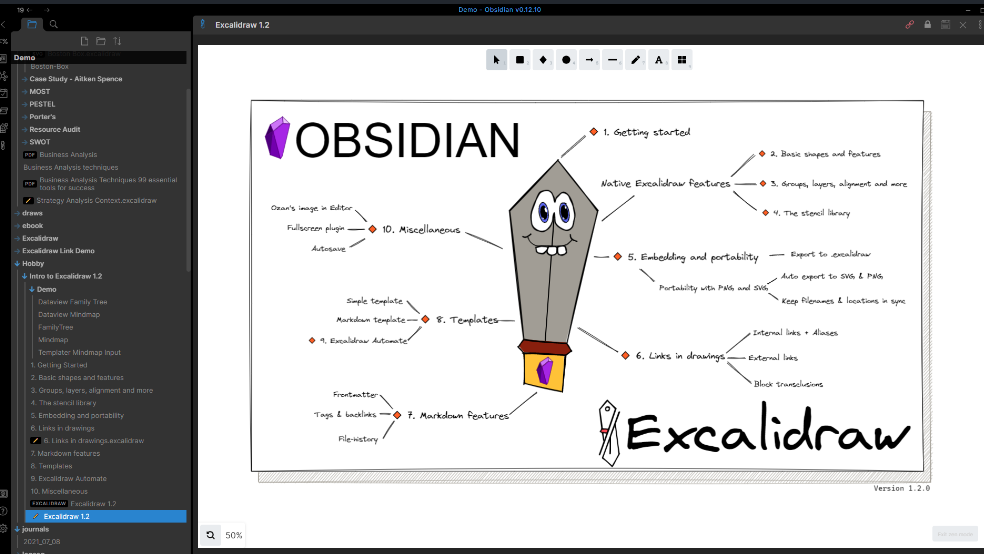 Demo - Obsidian v0.12.10
Excalidraw 1.2
Demo
Boston-Box
Case Study - Aitken Spence
MOST
PESTEL
Porter's
Resource Audit
SWOT
PDF Business Analysis
Business Analysis techniques
PDF Business Analysis Techniques 99 essential
tools for success
Strategy Analysis Context.excalidraw
draws
ebook
Excalidraw
Excalidraw Link Demo
Hobby
Intro to Excalidraw 1.2
Demo
Dataview Family Tree
Dataview Mindmap
FamilyTree
Mindmap
Templater Mindmap Input
1. Getting Started
2. Basic shapes and features
3. Groups, layers, alignment and more
4. The stencil library
5. Embedding and portability
6. Links in drawings
6. Links in drawings.excalidraw
7. Markdown features
8. Templates
9. Excalidraw Automate
10. Miscellaneous
EXCALIDRAW Excalidraw 1.2
Excalidraw 1.2
journals
2021_07_08
A
OBSIDIAN
1. Getting started
Native Excalidraw features
2. Basic shapes and features
3. Groups, layers, alignment and more
4. The stencil library
5. Embedding and portability
Export to .excalidraw
Portability with PNG and SVG
Auto export to SVG & PNG
Keep filenames & locations in sync
6. Links in drawings
Internal links + Aliases
External links
Block transclusions
10. Miscellaneous
Ozan's image in Editor
Fullscreen plugin
Autosave
8. Templates
Simple template
Markdown template
9. Excalidraw Automate
7. Markdown features
Frontmatter
Tags & backlinks
File-history
Excalidraw
Version 1.2.0
50%